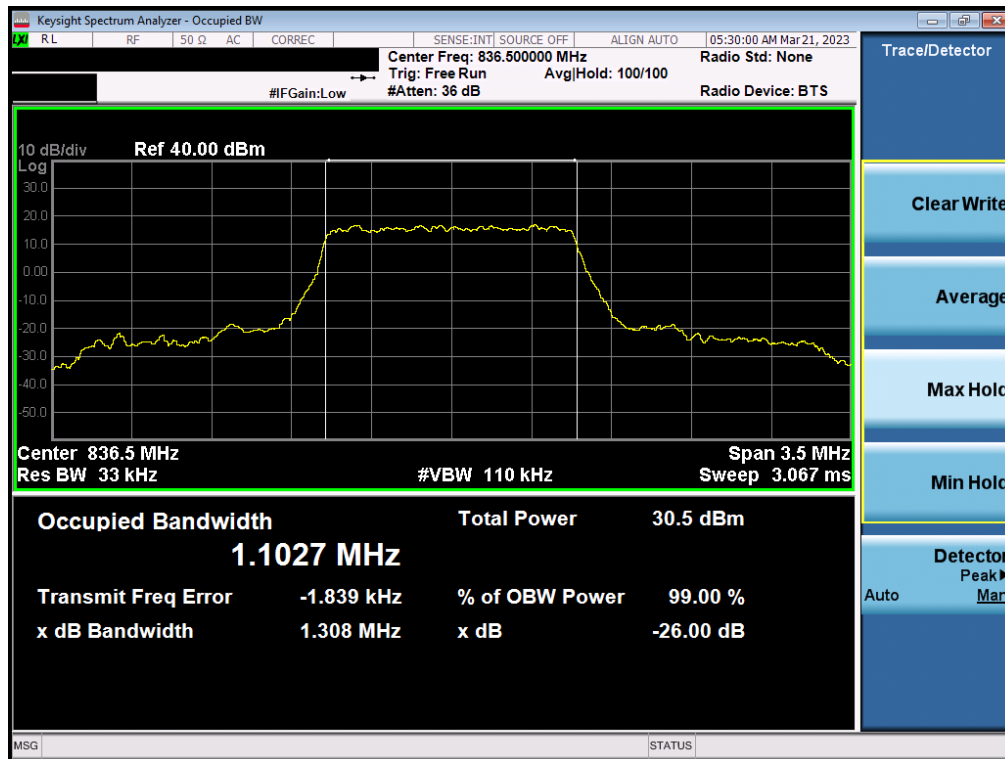 Keysight Spectrum Analyzer - Occupied BW
LXI RL RF 50 Ω AC CORREC SENSE:INT SOURCE OFF ALIGN AUTO 05:30:00 AM Mar 21, 2023
Center Freq: 836.500000 MHz Radio Std: None
Trig: Free Run Avg|Hold: 100/100
#IFGain:Low #Atten: 36 dB Radio Device: BTS
Trace/Detector
10 dB/div Ref 40.00 dBm
Log
30.0
20.0
10.0
0.00
-10.0
-20.0
-30.0
-40.0
-50.0
Center 836.5 MHz Span 3.5 MHz
Res BW 33 kHz #VBW 110 kHz Sweep 3.067 ms
Occupied Bandwidth Total Power 30.5 dBm
1.1027 MHz
Transmit Freq Error -1.839 kHz % of OBW Power 99.00 %
x dB Bandwidth 1.308 MHz x dB -26.00 dB
Clear Write
Average
Max Hold
Min Hold
Detector
Peak
Auto Man
MSG STATUS